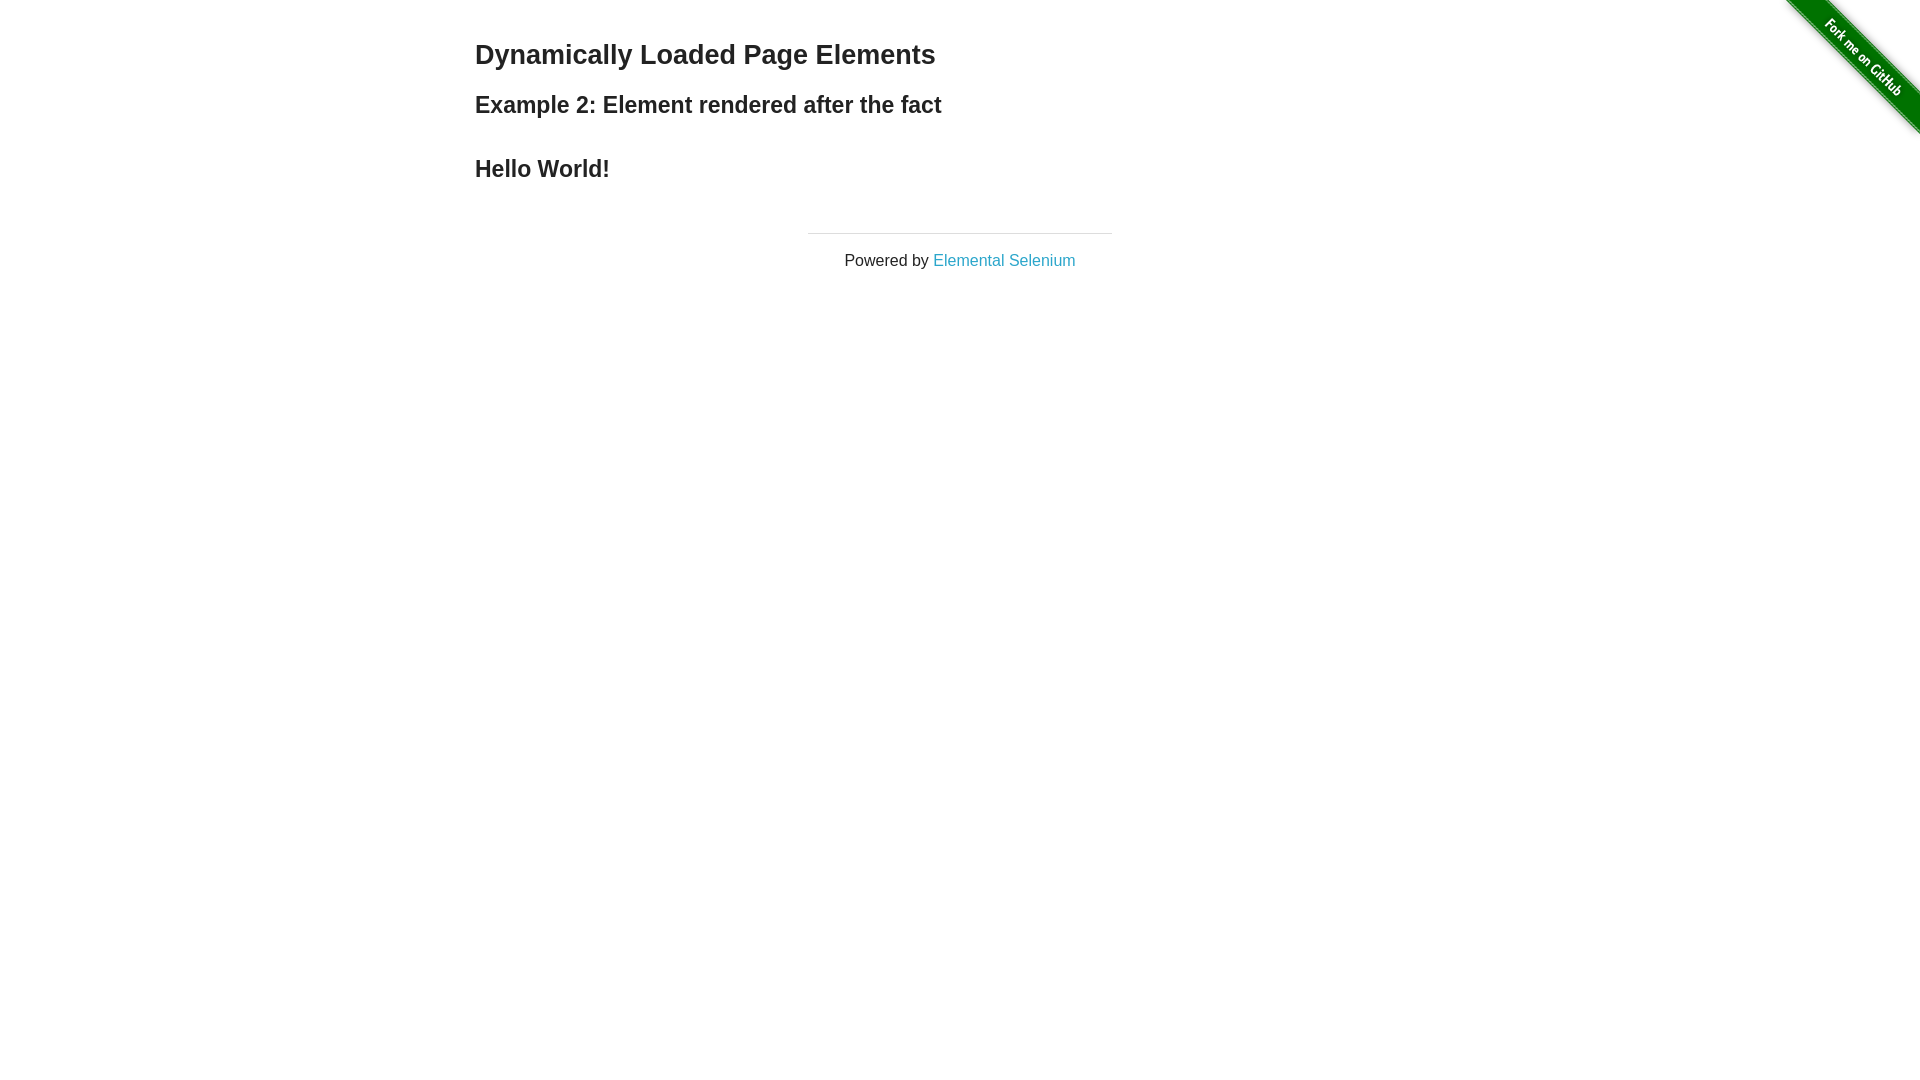 Fork me on GitHub
Dynamically Loaded Page Elements
Example 2: Element rendered after the fact
Hello World!
Powered by Elemental Selenium